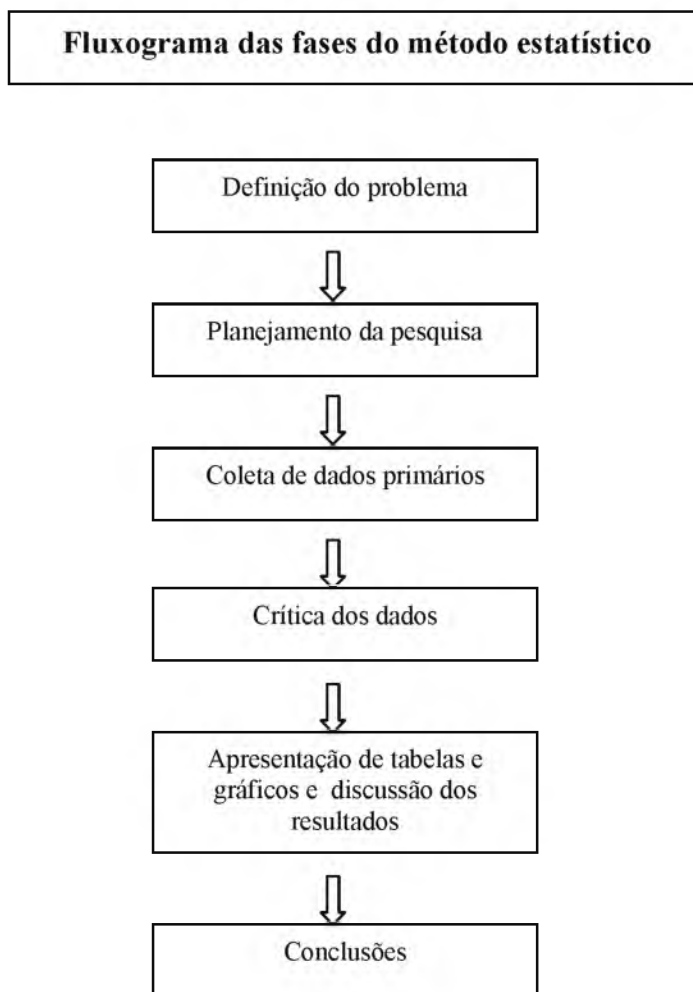 Fluxograma das fases do método estatístico
Definição do problema
Planejamento da pesquisa
Coleta de dados primários
Crítica dos dados
Apresentação de tabelas e
gráficos e discussão dos
resultados
Conclusões